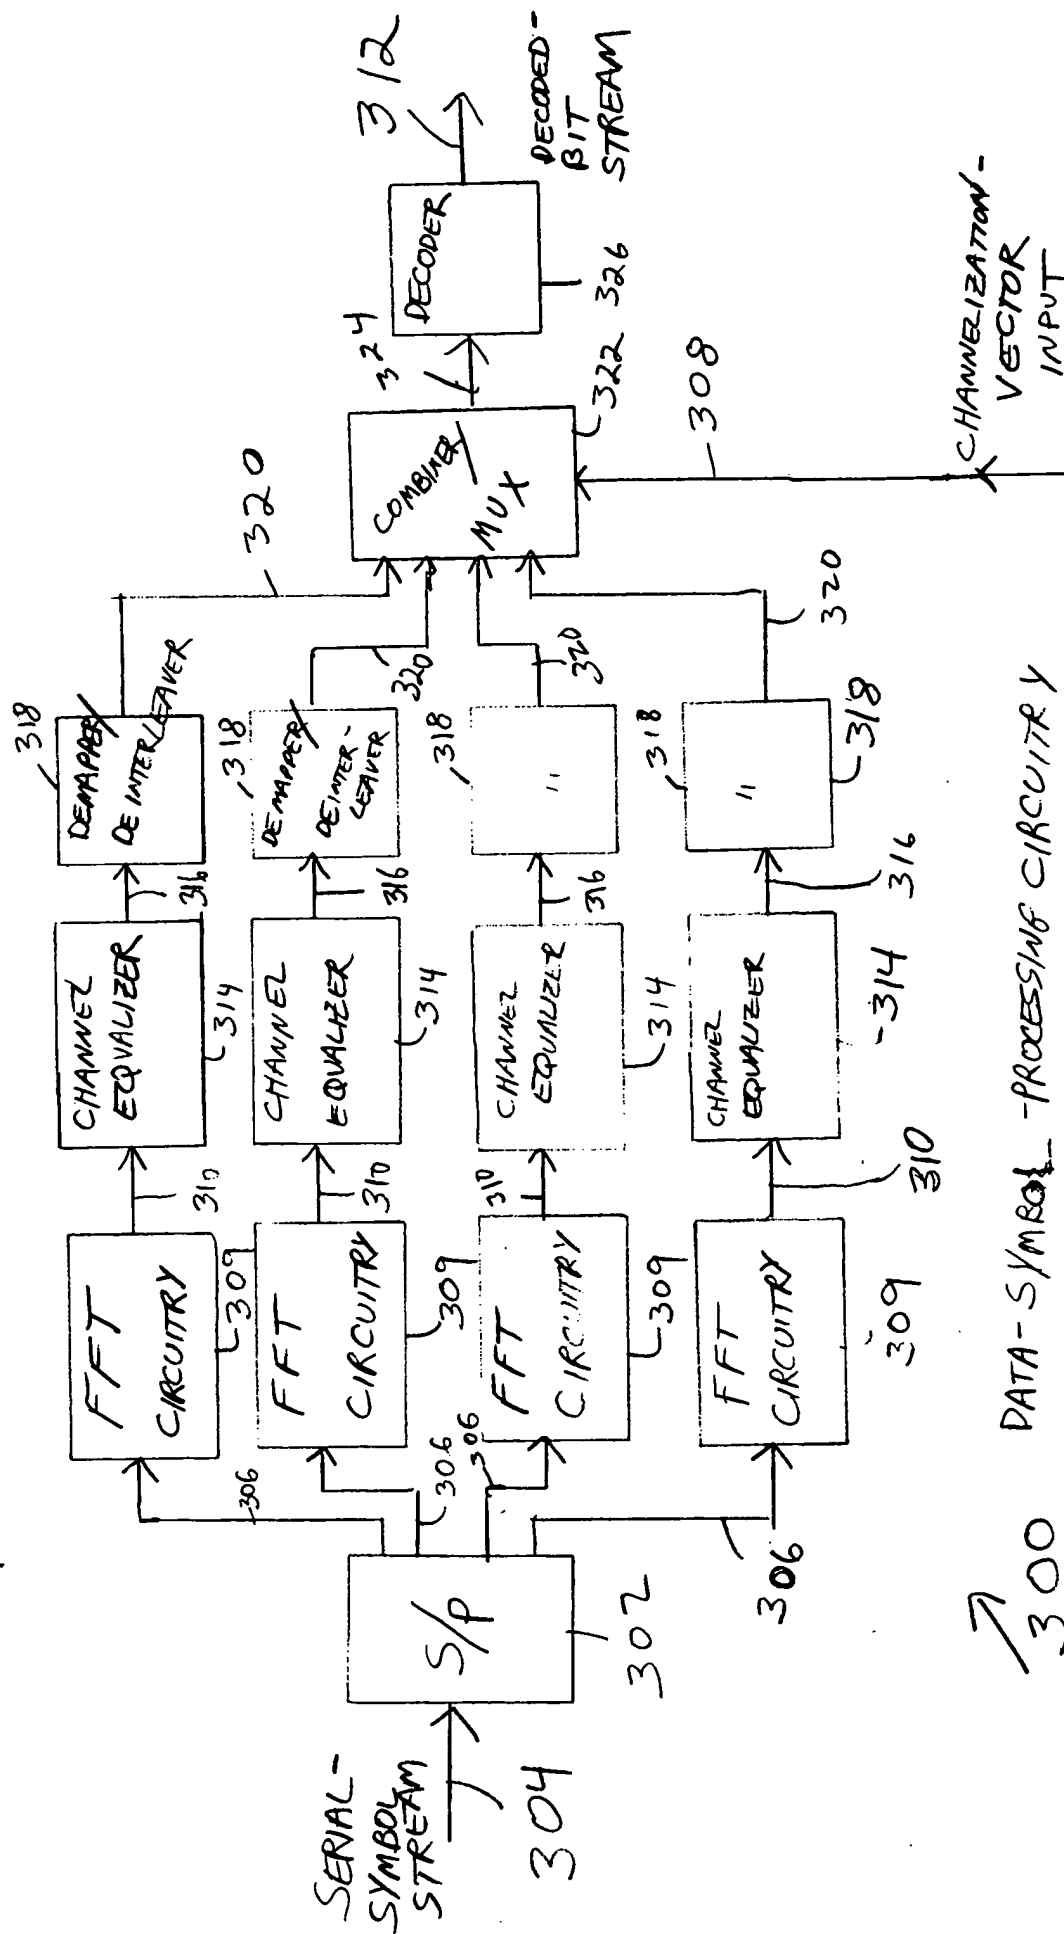 SERIAL-
SYMBOL
STREAM
304
S/P
302
306
306
306
306
FFT
CIRCUITRY
309
FFT
CIRCUITRY
309
FFT
CIRCUITRY
309
FFT
CIRCUITRY
309
310
310
310
310
CHANNEL
EQUALIZER
314
CHANNEL
EQUALIZER
314
CHANNEL
EQUALIZER
314
CHANNEL
EQUALIZER
314
316
316
316
316
318
DEMAPPER/
DEINTERLEAVER
318
DEMAPPER/
DEINTER-
LEAVER
318
"
318
"
318
320
320
320
320
COMBINER/
MUX
322
324
DECODER
326
312
DECODED-
BIT
STREAM
308
CHANNELIZATION-
VECTOR
INPUT
300
DATA-SYMBOL-PROCESSING CIRCUITRY